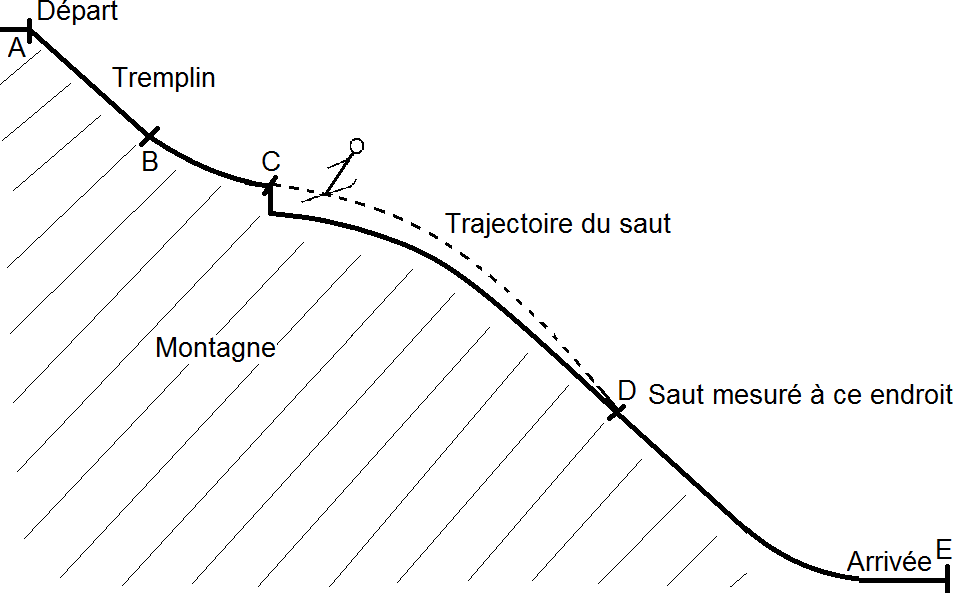 Départ
A
Tremplin
B
C
Trajectoire du saut
Montagne
D
Saut mesuré à ce endroit
Arrivée
E